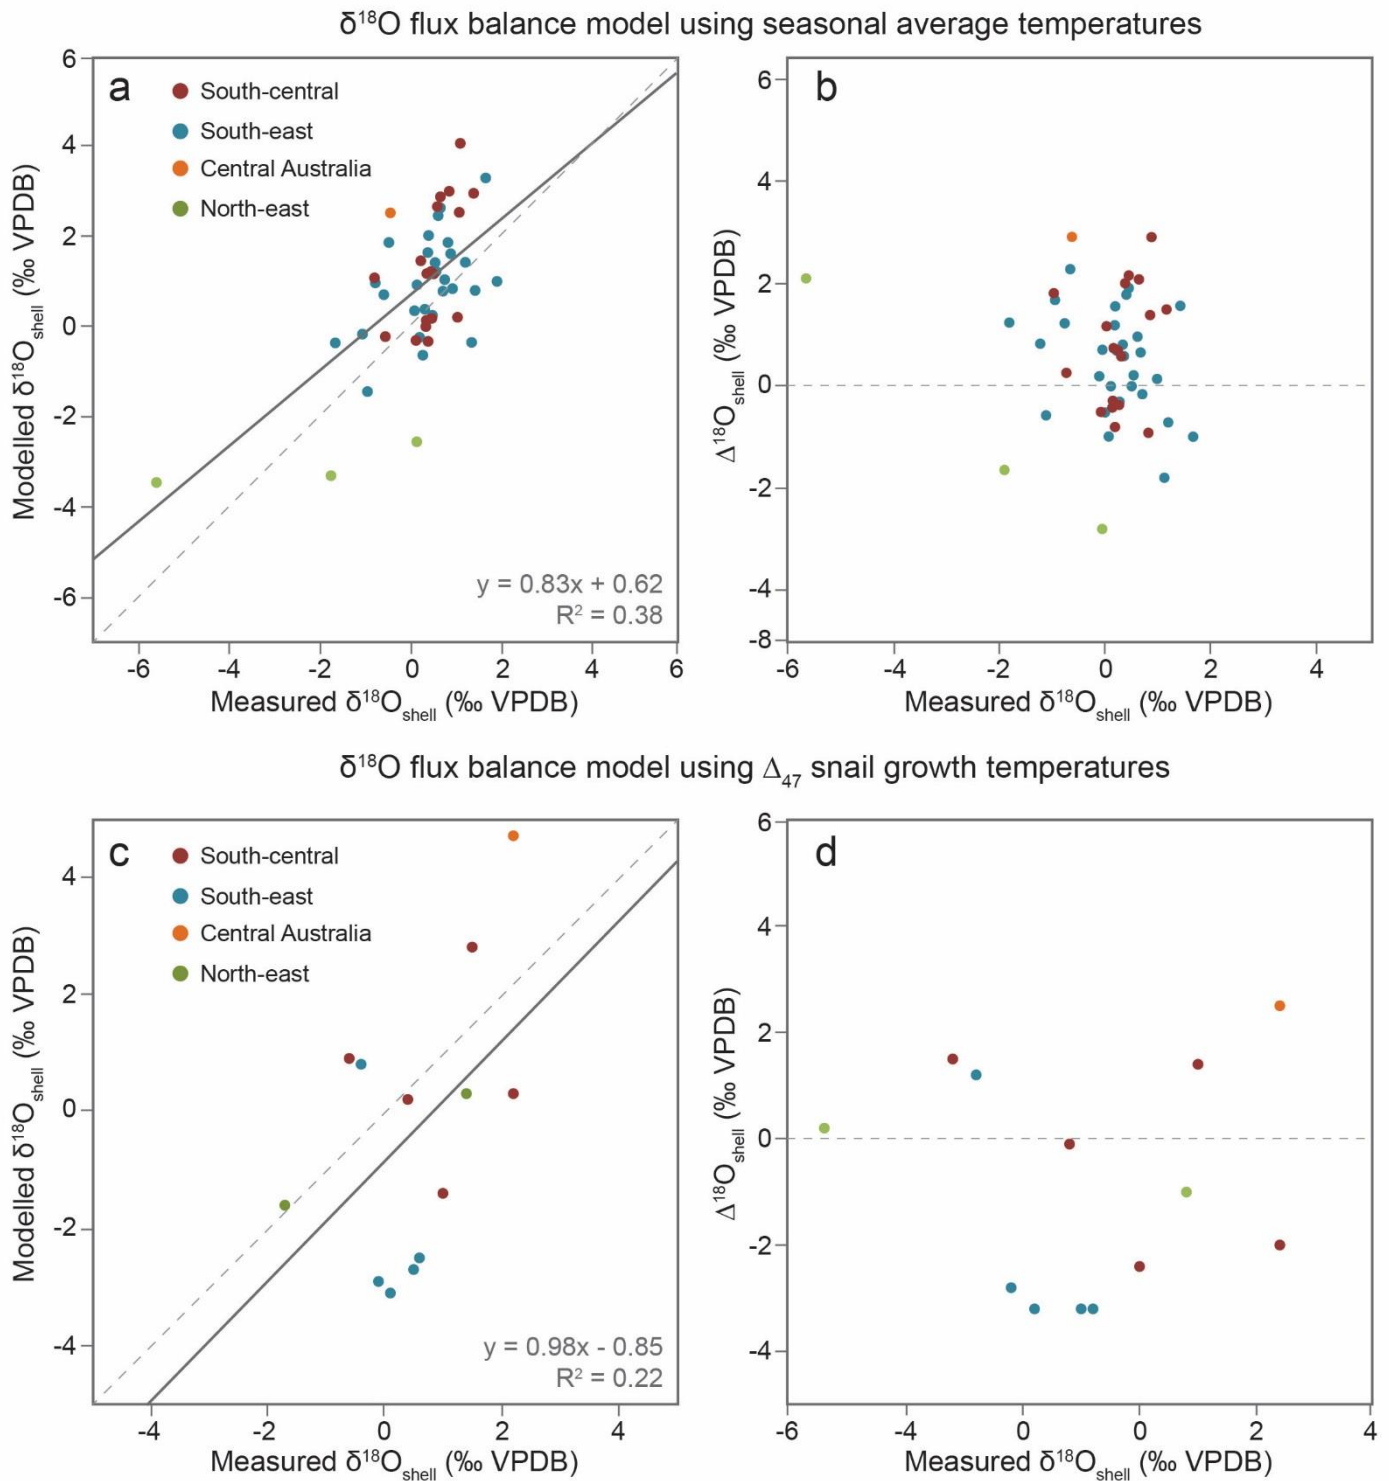 δ¹⁸O flux balance model using seasonal average temperatures
a
South-central
South-east
Central Australia
North-east
6
4
2
0
-2
-4
-6
Modelled δ¹⁸Oshell (‰ VPDB)
y = 0.83x + 0.62
R² = 0.38
-6 -4 -2 0 2 4 6
Measured δ¹⁸Oshell (‰ VPDB)
b
6
4
2
0
-2
-4
-8
Δ¹⁸Oshell (‰ VPDB)
-6 -4 -2 0 2 4
Measured δ¹⁸Oshell (‰ VPDB)
δ¹⁸O flux balance model using Δ₄₇ snail growth temperatures
c
South-central
South-east
Central Australia
North-east
4
2
0
-2
-4
Modelled δ¹⁸Oshell (‰ VPDB)
y = 0.98x - 0.85
R² = 0.22
-4 -2 0 2 4
Measured δ¹⁸Oshell (‰ VPDB)
d
6
4
2
0
-2
-4
Δ¹⁸Oshell (‰ VPDB)
-6 -4 0 0 2 4
Measured δ¹⁸Oshell (‰ VPDB)